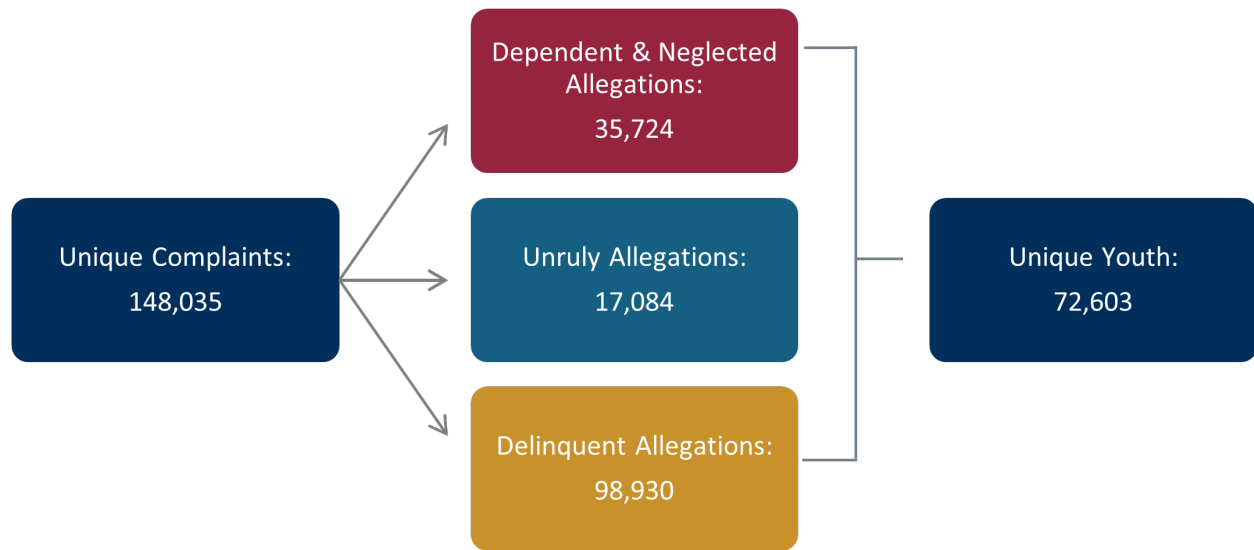 Unique Complaints:
148,035
Dependent & Neglected
Allegations:
35,724
Unruly Allegations:
17,084
Delinquent Allegations:
98,930
Unique Youth:
72,603